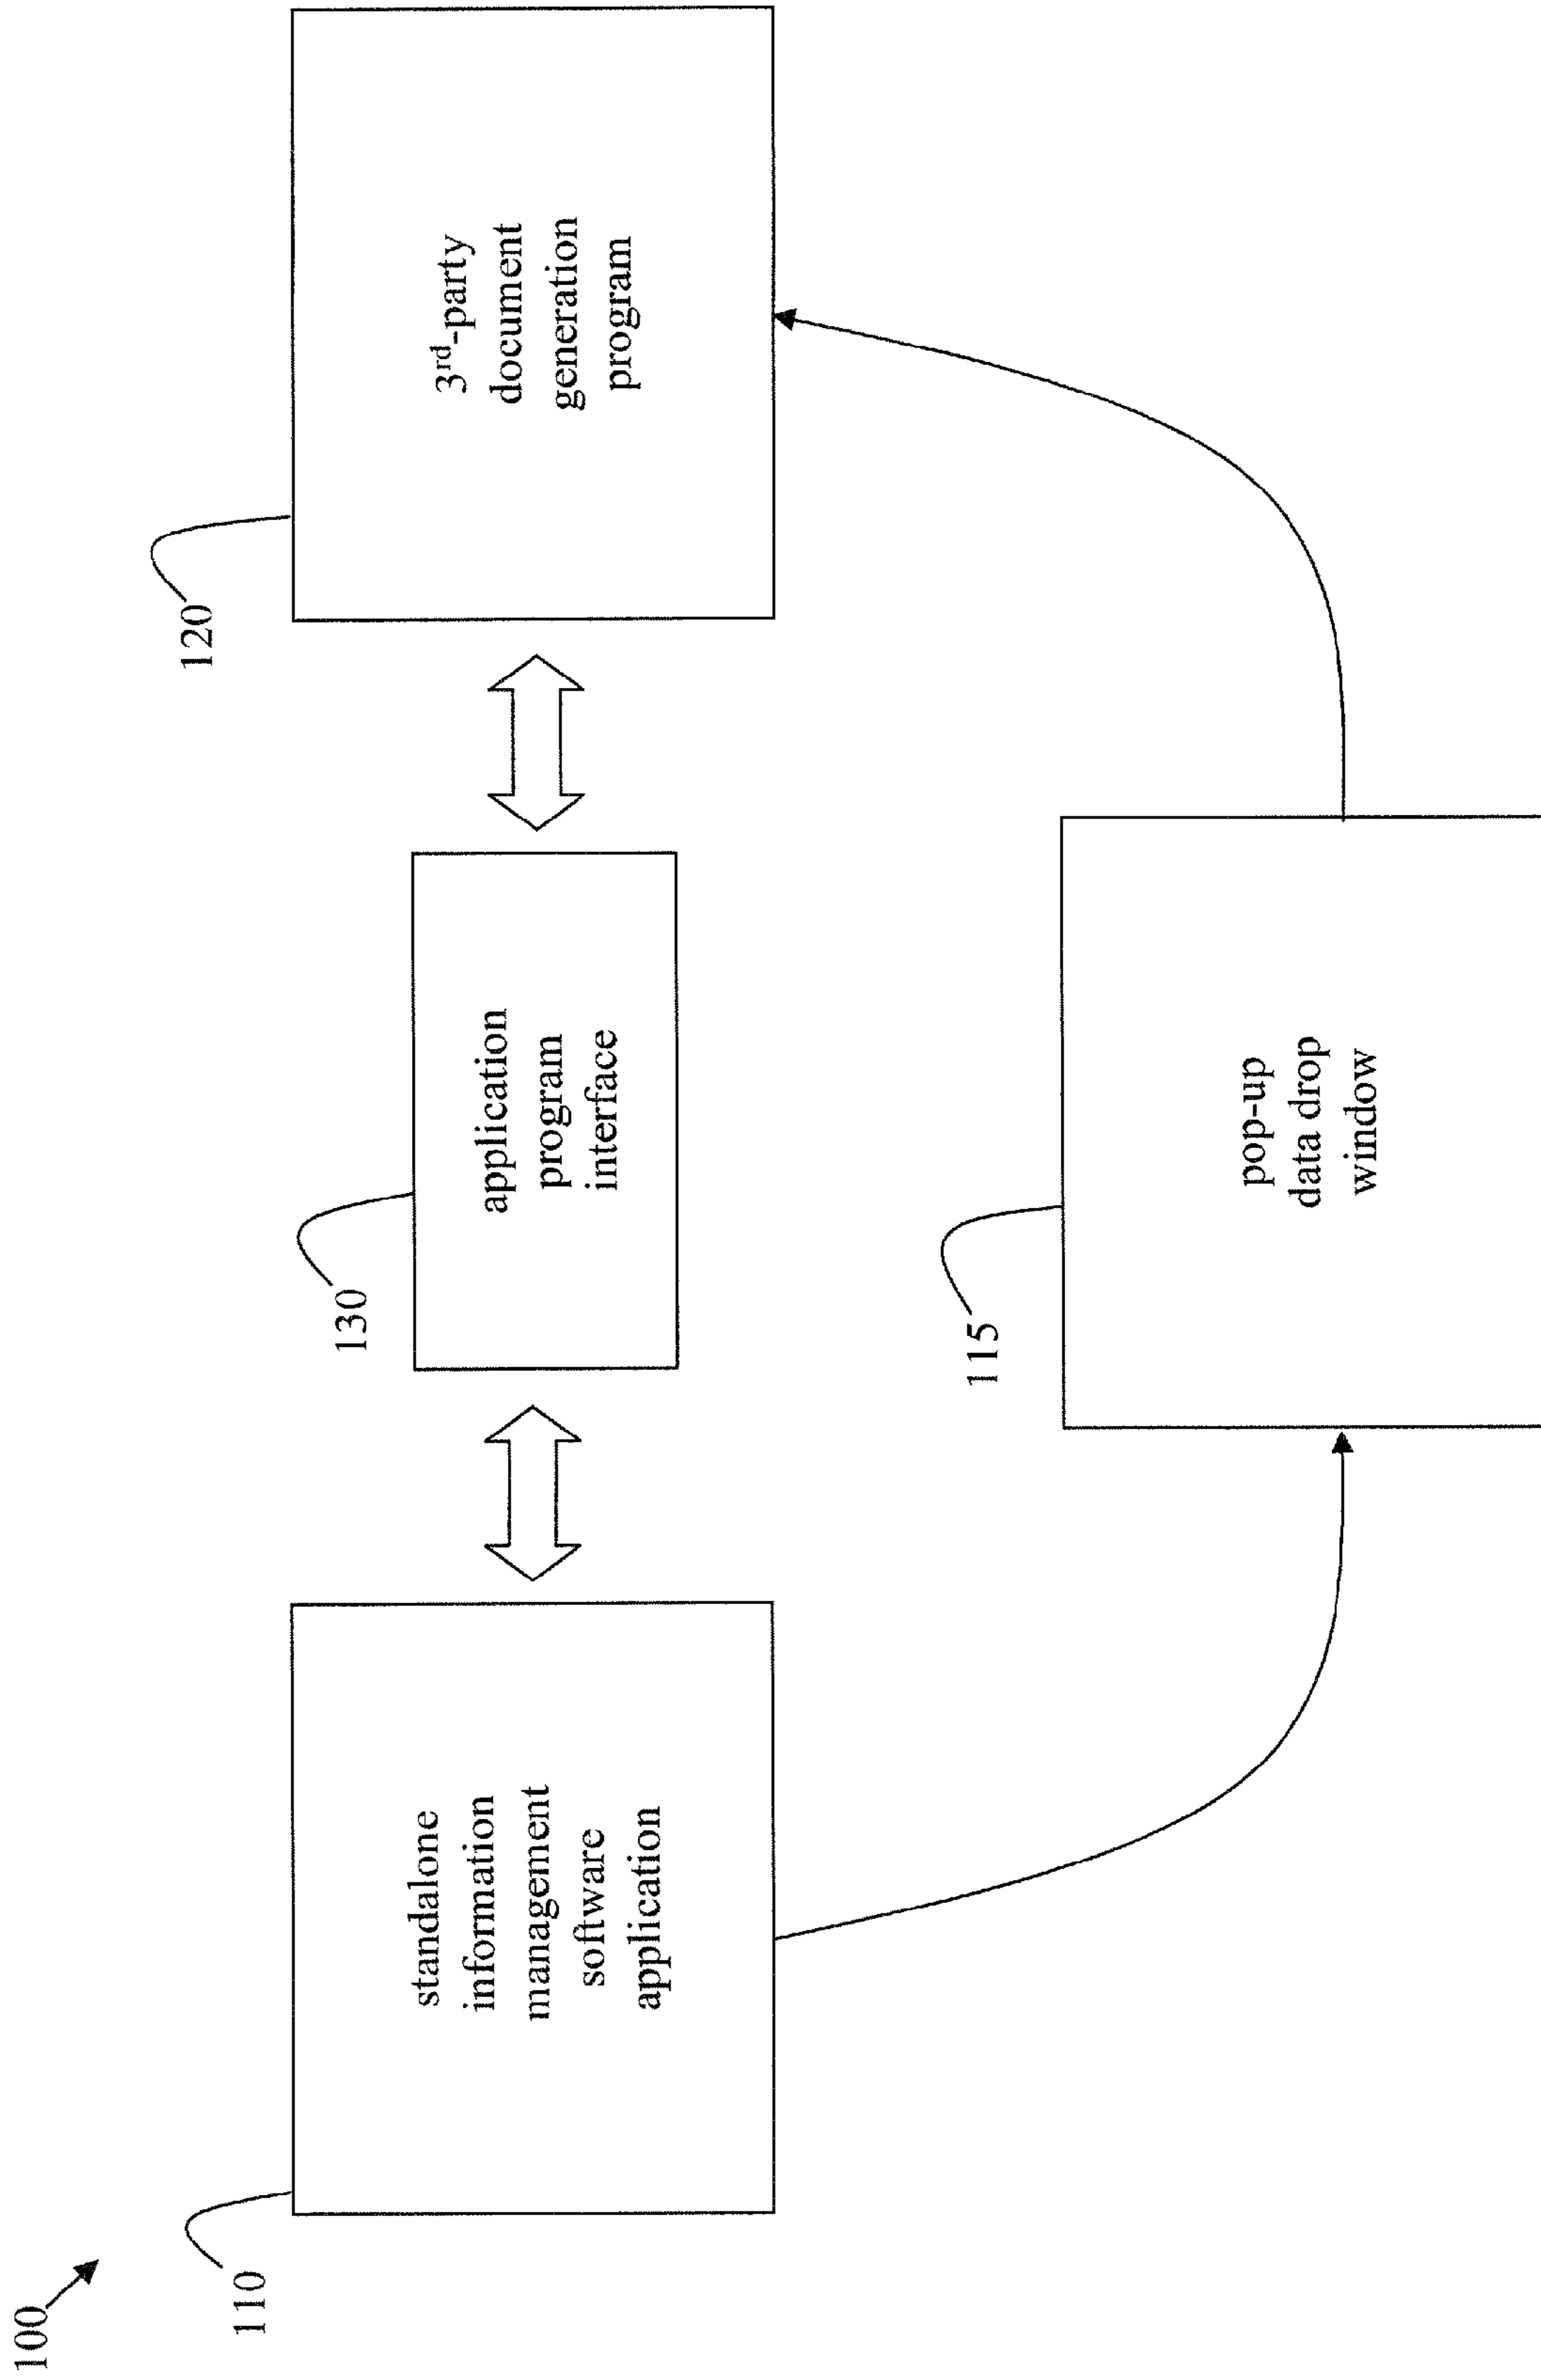 100
110
standalone
information
management
software
application
130
application
program
interface
120
3rd-party
document
generation
program
115
pop-up
data drop
window